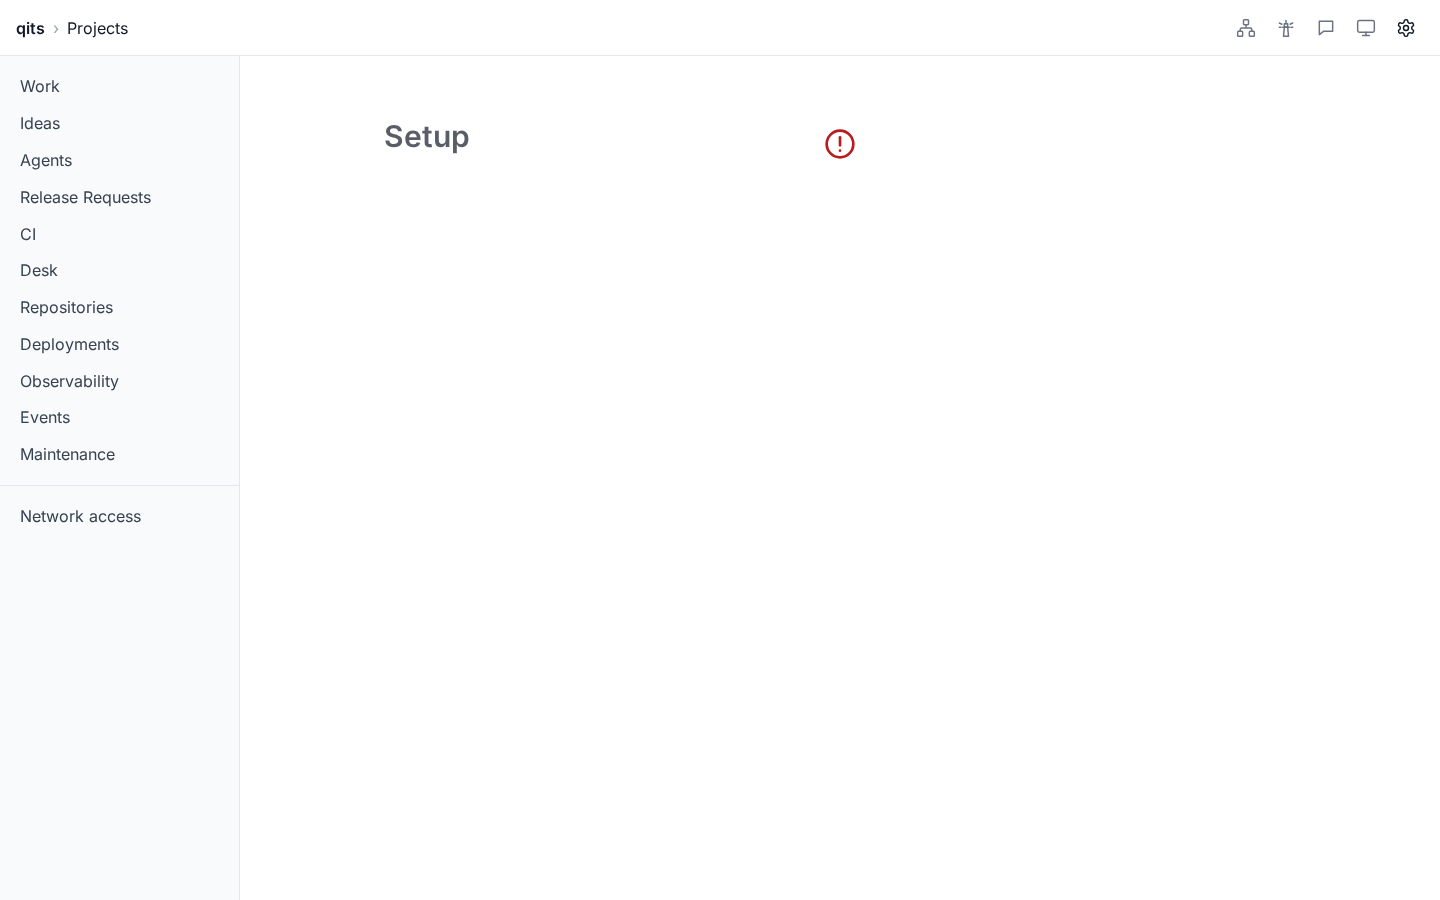 qits › Projects
Work
Ideas
Agents
Release Requests
CI
Desk
Repositories
Deployments
Observability
Events
Maintenance
Network access
Setup